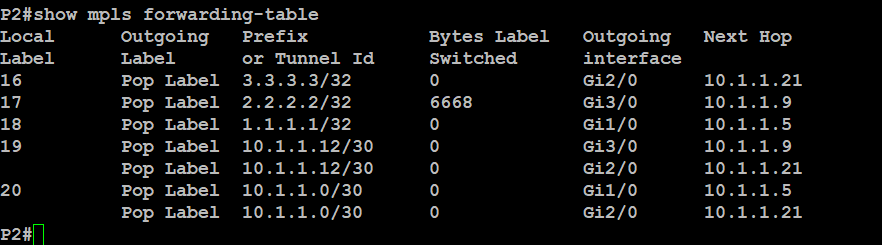 P2#show mpls forwarding-table
Local      Outgoing   Prefix           Bytes Label   Outgoing   Next Hop
Label      Label      or Tunnel Id     Switched      interface
16         Pop Label  3.3.3.3/32       0             Gi2/0      10.1.1.21
17         Pop Label  2.2.2.2/32       6668          Gi3/0      10.1.1.9
18         Pop Label  1.1.1.1/32       0             Gi1/0      10.1.1.5
19         Pop Label  10.1.1.12/30     0             Gi3/0      10.1.1.9
           Pop Label  10.1.1.12/30     0             Gi2/0      10.1.1.21
20         Pop Label  10.1.1.0/30      0             Gi1/0      10.1.1.5
           Pop Label  10.1.1.0/30      0             Gi2/0      10.1.1.21
P2#